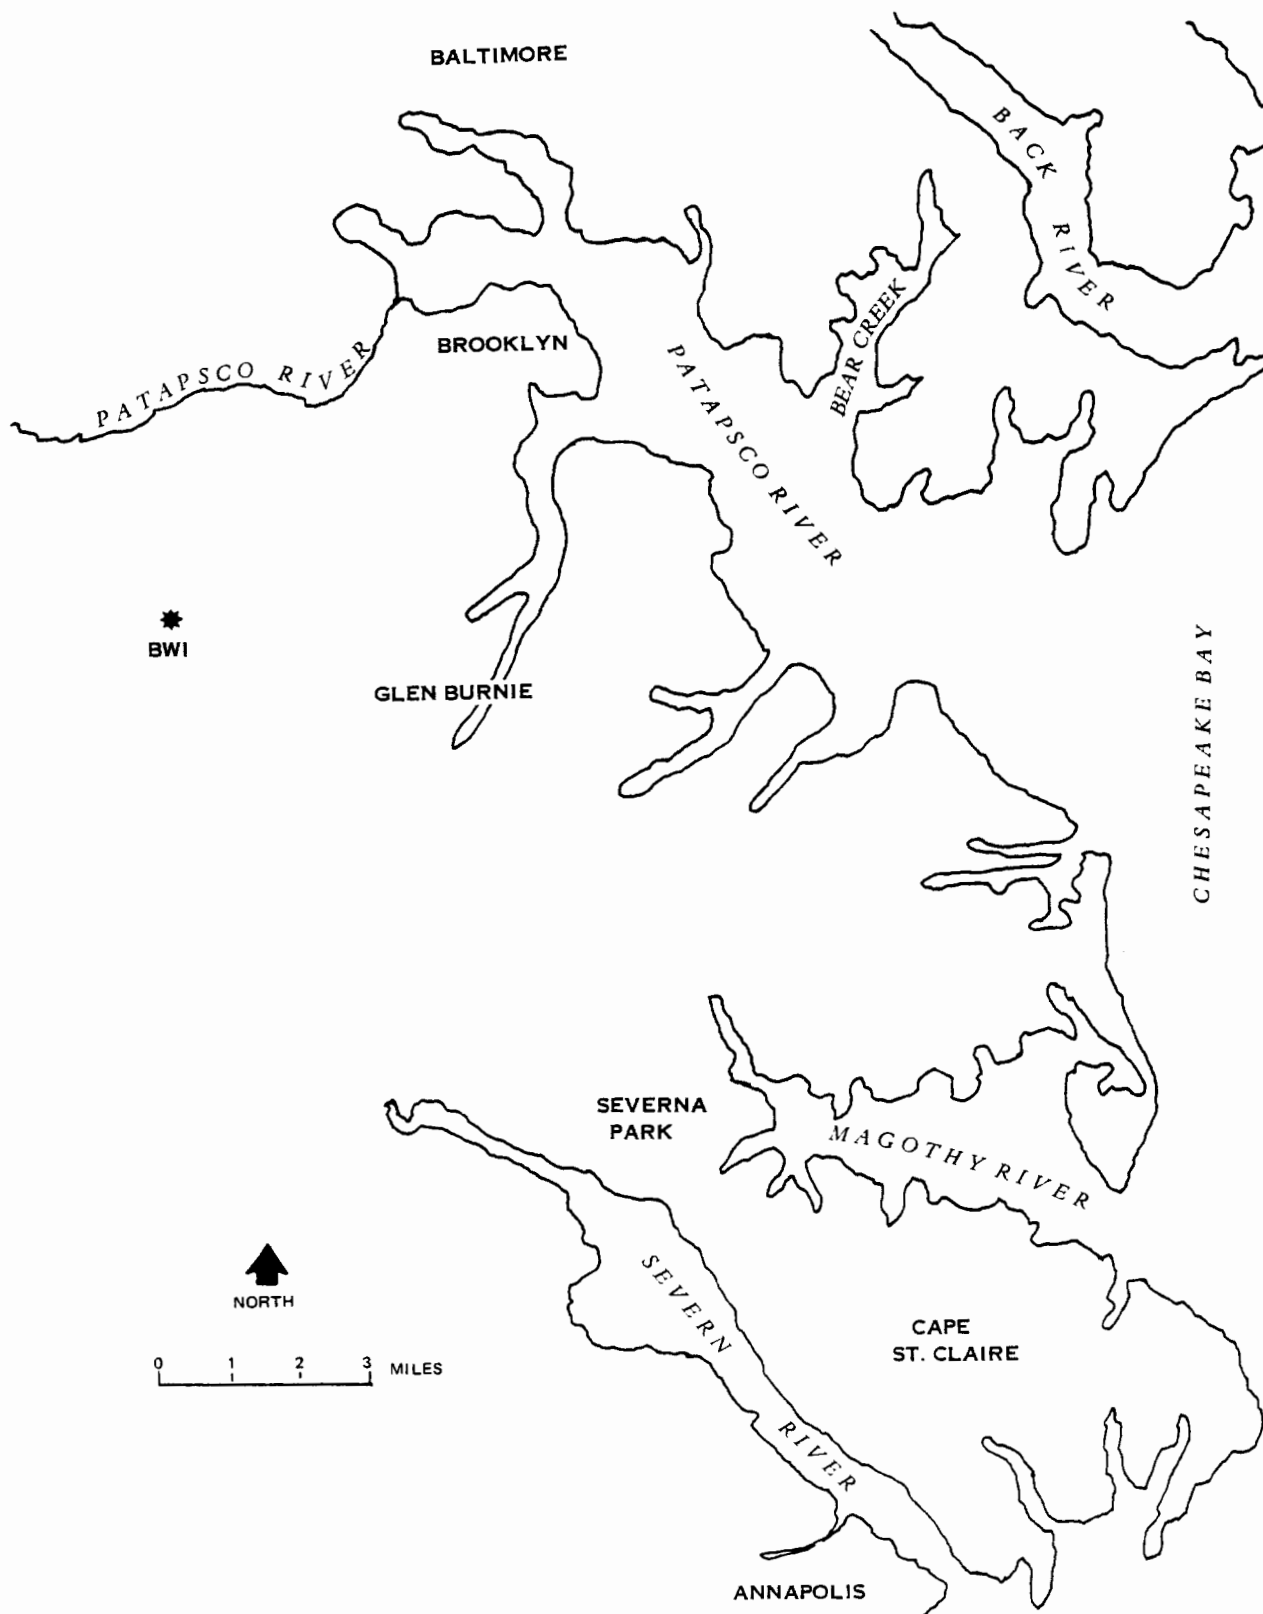 BALTIMORE
BACK
RIVER
BROOKLYN
PATAPSCO RIVER
BEAR CREEK
PATAPSCO RIVER
BWI
GLEN BURNIE
CHESAPEAKE BAY
SEVERNA
PARK
MAGOTHY RIVER
SEVERN
RIVER
NORTH
CAPE
ST. CLAIRE
0 1 2 3 MILES
ANNAPOLIS